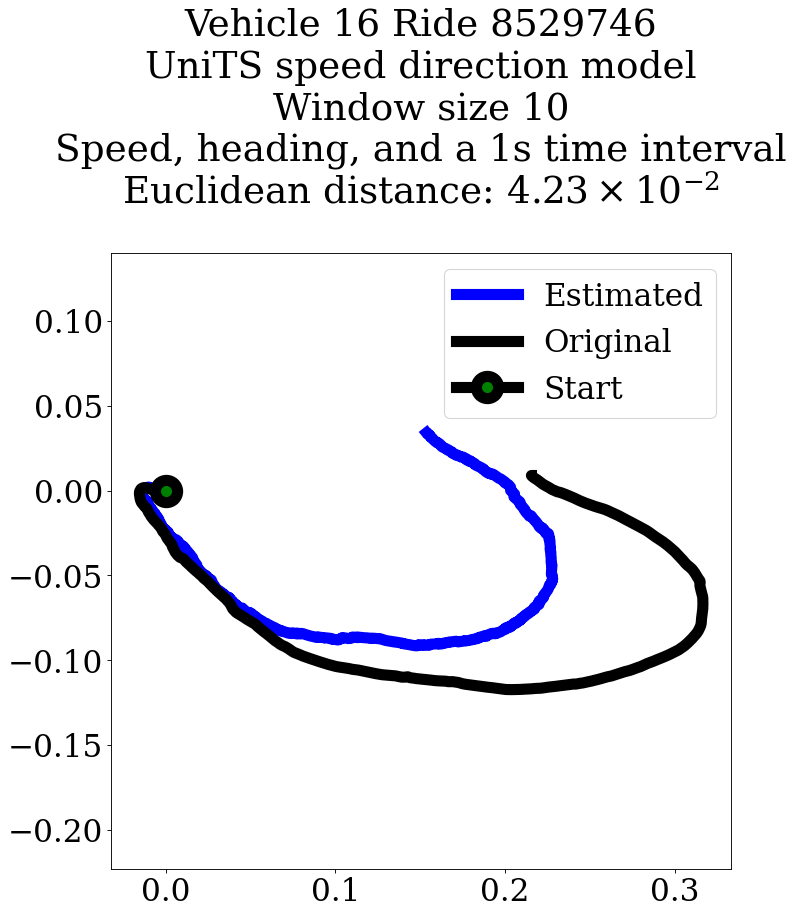 Vehicle 16 Ride 8529746
UniTS speed direction model
Window size 10
Speed, heading, and a 1s time interval
Euclidean distance: 4.23 × 10⁻²
Estimated
Original
Start
0.10
0.05
0.00
−0.05
−0.10
−0.15
−0.20
0.0 0.1 0.2 0.3